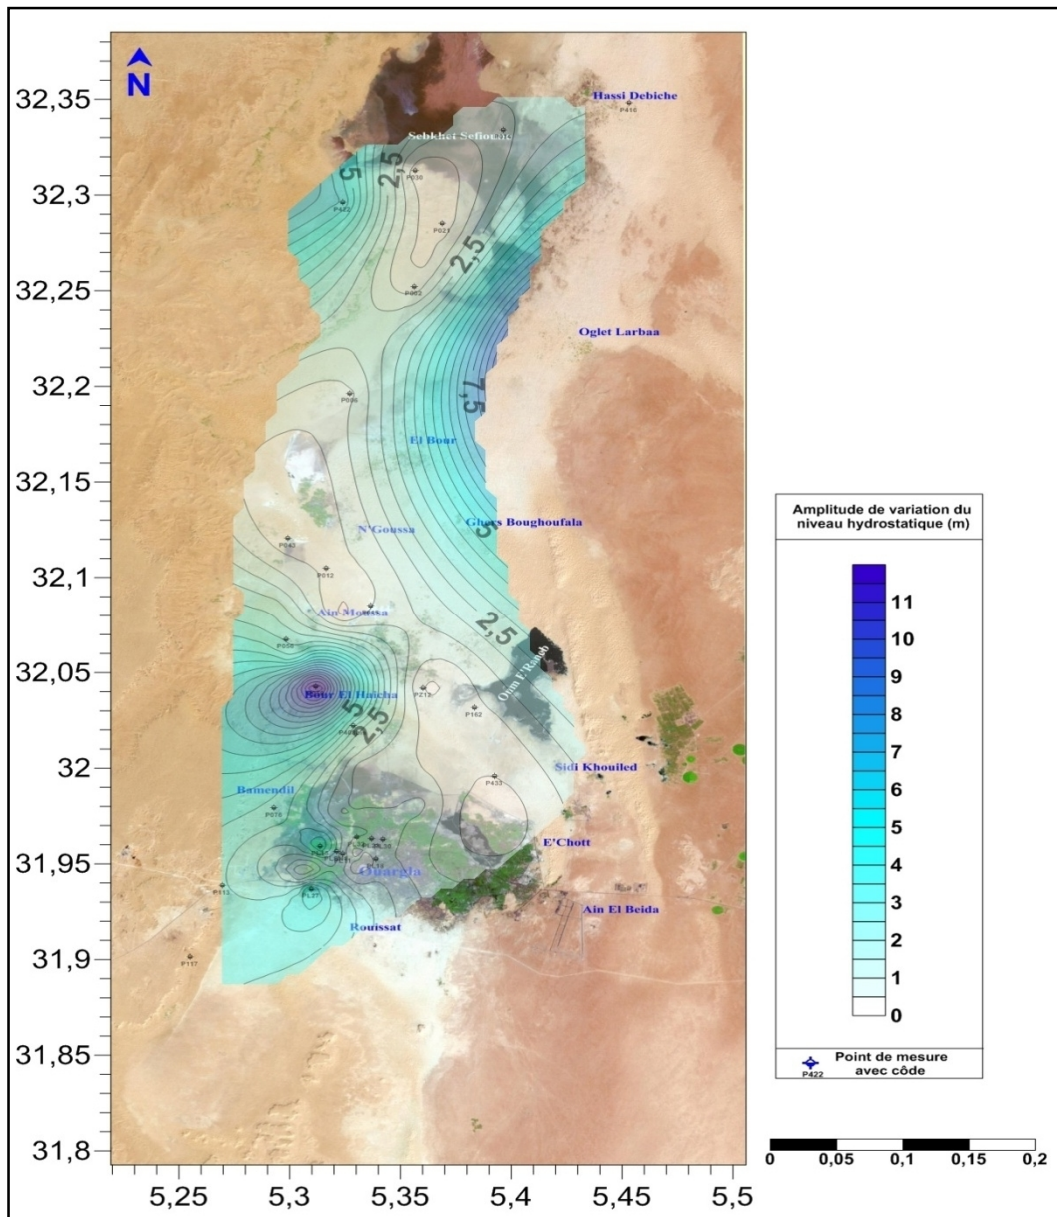 N
32,35
32,3
32,25
32,2
32,15
32,1
32,05
32
31,95
31,9
31,85
31,8
5,25
5,3
5,35
5,4
5,45
5,5
Hassi Debiche
P416
Sebkhet Sefioune
5
2,5
P030
P422
P021
2,5
P002
Oglet Larbaa
7,5
P006
El Bour
Ghers Boughoufala
N'Goussa
5
P043
P012
Ain Moussa
2,5
Oum E'Raneb
Bour El Haicha
PZ12
P162
5
2,5
Sidi Khouiled
P433
Bamendil
P076
E'Chott
Ouargla
P113
PL27
Ain El Beida
Rouissat
P117
Amplitude de variation du
niveau hydrostatique (m)
11
10
9
8
7
6
5
4
3
2
1
0
Point de mesure
avec côde
P422
0
0,05
0,1
0,15
0,2